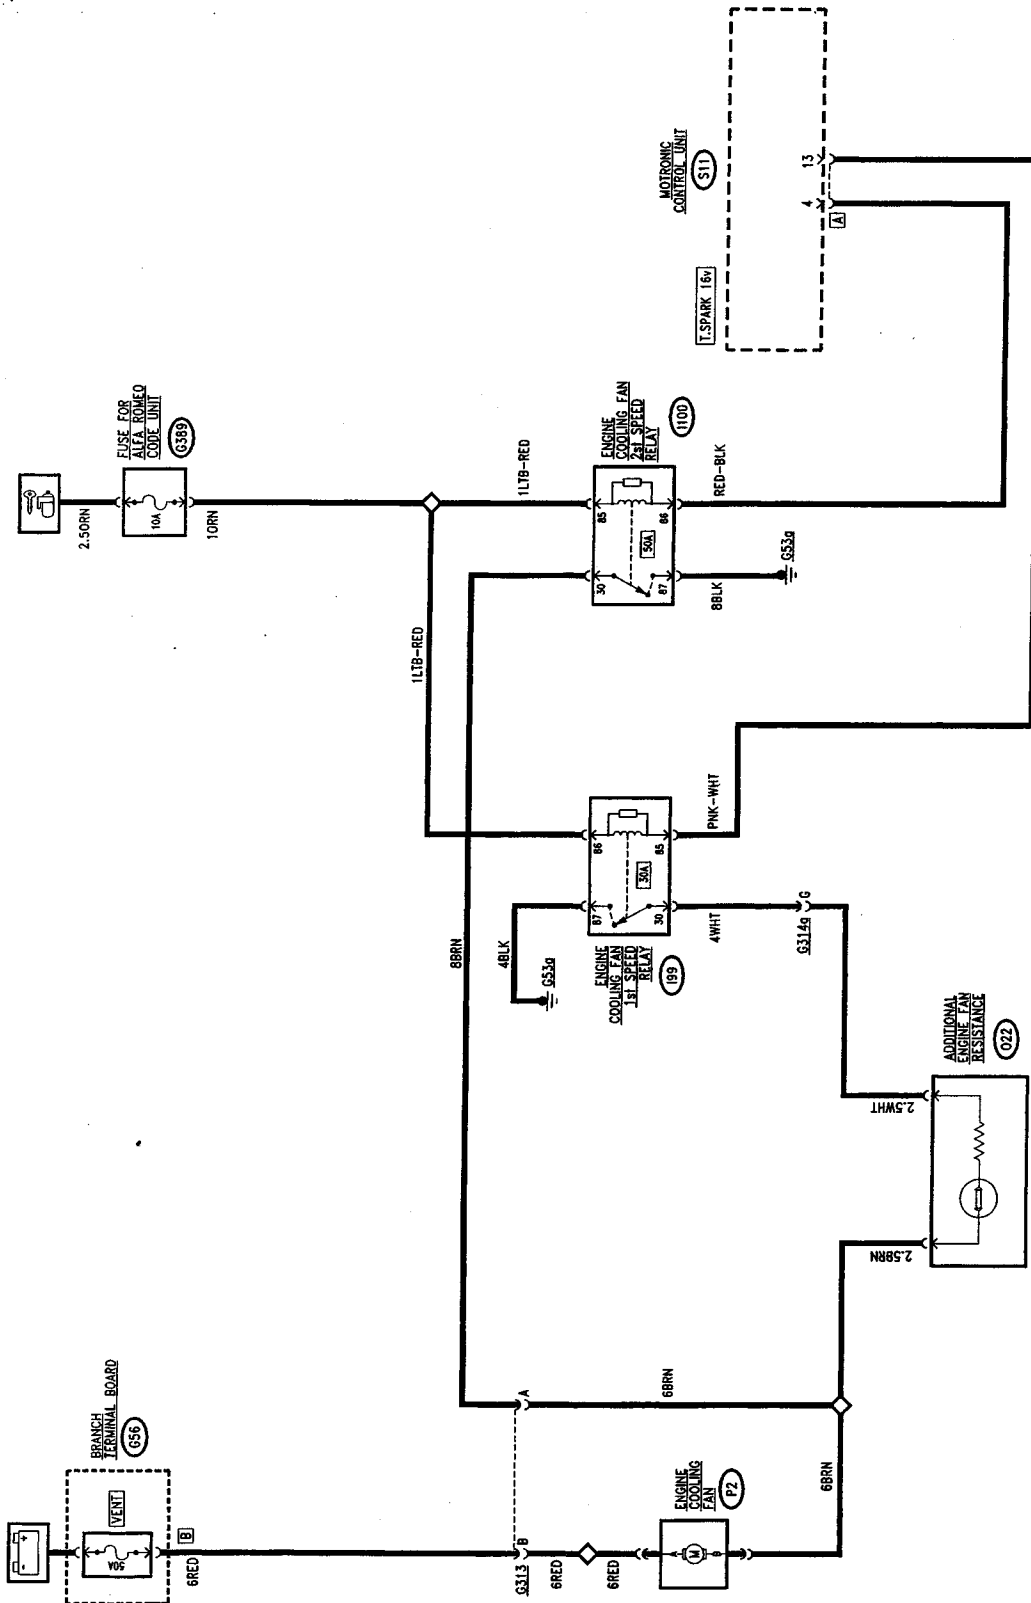 MOTRONIC
CONTROL UNIT
S11
T.SPARK 16v
13
4
A
FUSE FOR
ALFA ROMEO
CODE UNIT
G389
10A
2.5ORN
1ORN
1LTB-RED
1LTB-RED
ENGINE
COOLING FAN
2st SPEED
RELAY
I100
85
86
50A
30
87
RED-BLK
8BLK
G53a
8BRN
4BLK
G53a
ENGINE
COOLING FAN
1st SPEED
RELAY
I99
86
85
30A
87
30
PNK-WHT
4WHT
G
G314a
ADDITIONAL
ENGINE FAN
RESISTANCE
O22
2.5WHT
2.5BRN
BRANCH
TERMINAL BOARD
G56
VENT
50A
- +
B
6RED
A
B
G313
6RED
6RED
6BRN
6BRN
ENGINE
COOLING
FAN
P2
M